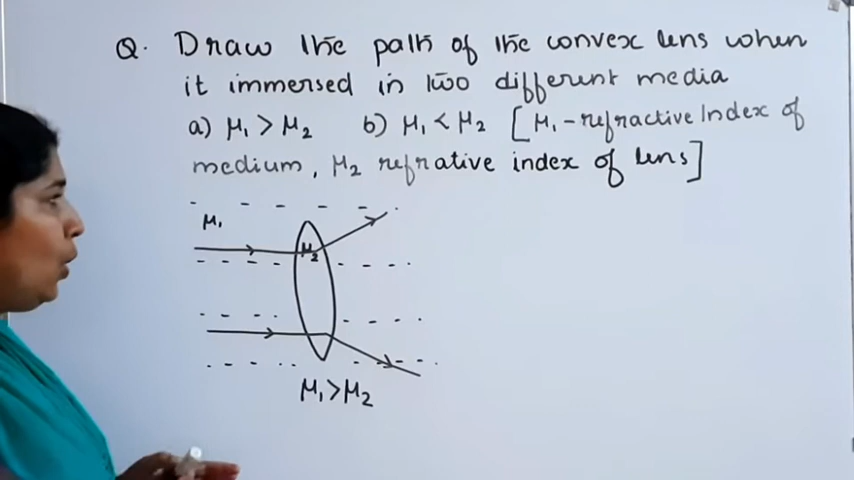 Q. Draw the path of the convex lens when
it immersed in two different media
a) μ₁ > μ₂ b) μ₁ < μ₂ [μ₁ - refractive Index of
medium, μ₂ refrative index of lens]
μ₁
μ₂
μ₁ > μ₂